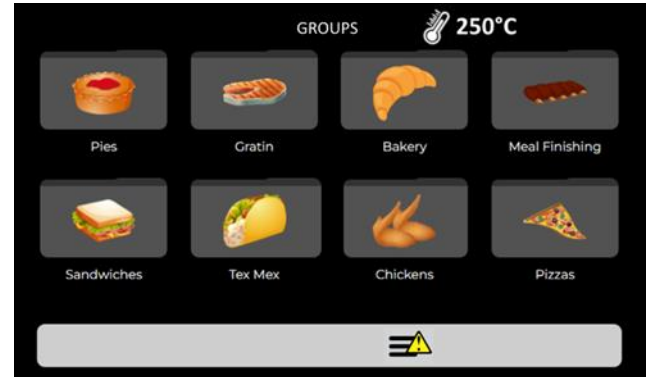 GROUPS 250°C
Pies Gratin Bakery Meal Finishing
Sandwiches Tex Mex Chickens Pizzas